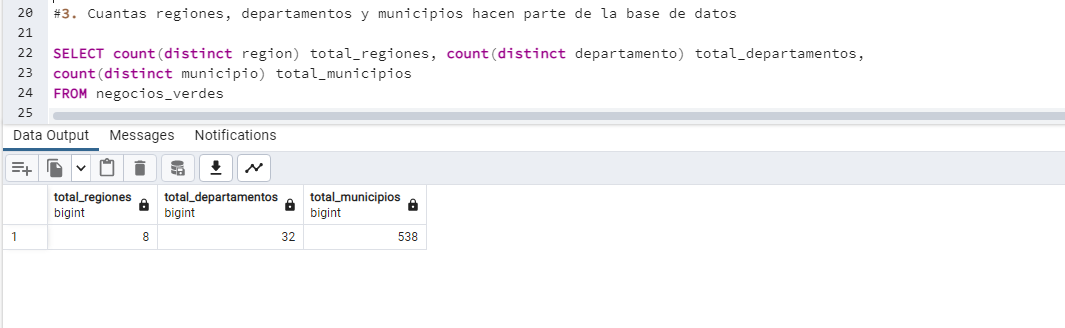 20 #3. Cuantas regiones, departamentos y municipios hacen parte de la base de datos
21
22 SELECT count(distinct region) total_regiones, count(distinct departamento) total_departamentos,
23 count(distinct municipio) total_municipios
24 FROM negocios_verdes
25
Data Output Messages Notifications
total_regiones total_departamentos total_municipios
bigint bigint bigint
1 8 32 538